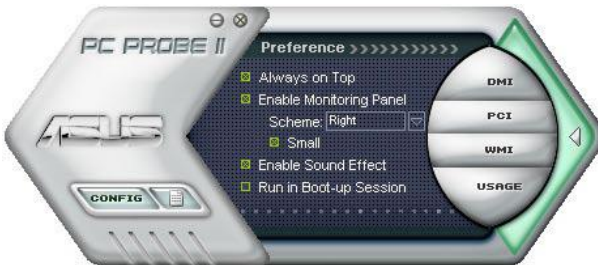 PC PROBE II
ASUS
CONFIG
Preference >>>>>>>>>>>>
Always on Top
Enable Monitoring Panel
Scheme: Right
Small
Enable Sound Effect
Run in Boot-up Session
DMI
PCI
WMI
USAGE